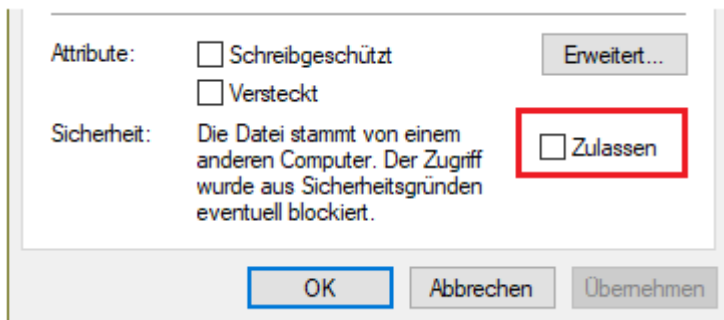 Attribute: Schreibgeschützt Erweitert...
Versteckt
Sicherheit: Die Datei stammt von einem
anderen Computer. Der Zugriff
wurde aus Sicherheitsgründen
eventuell blockiert.
Zulassen
OK Abbrechen Übernehmen